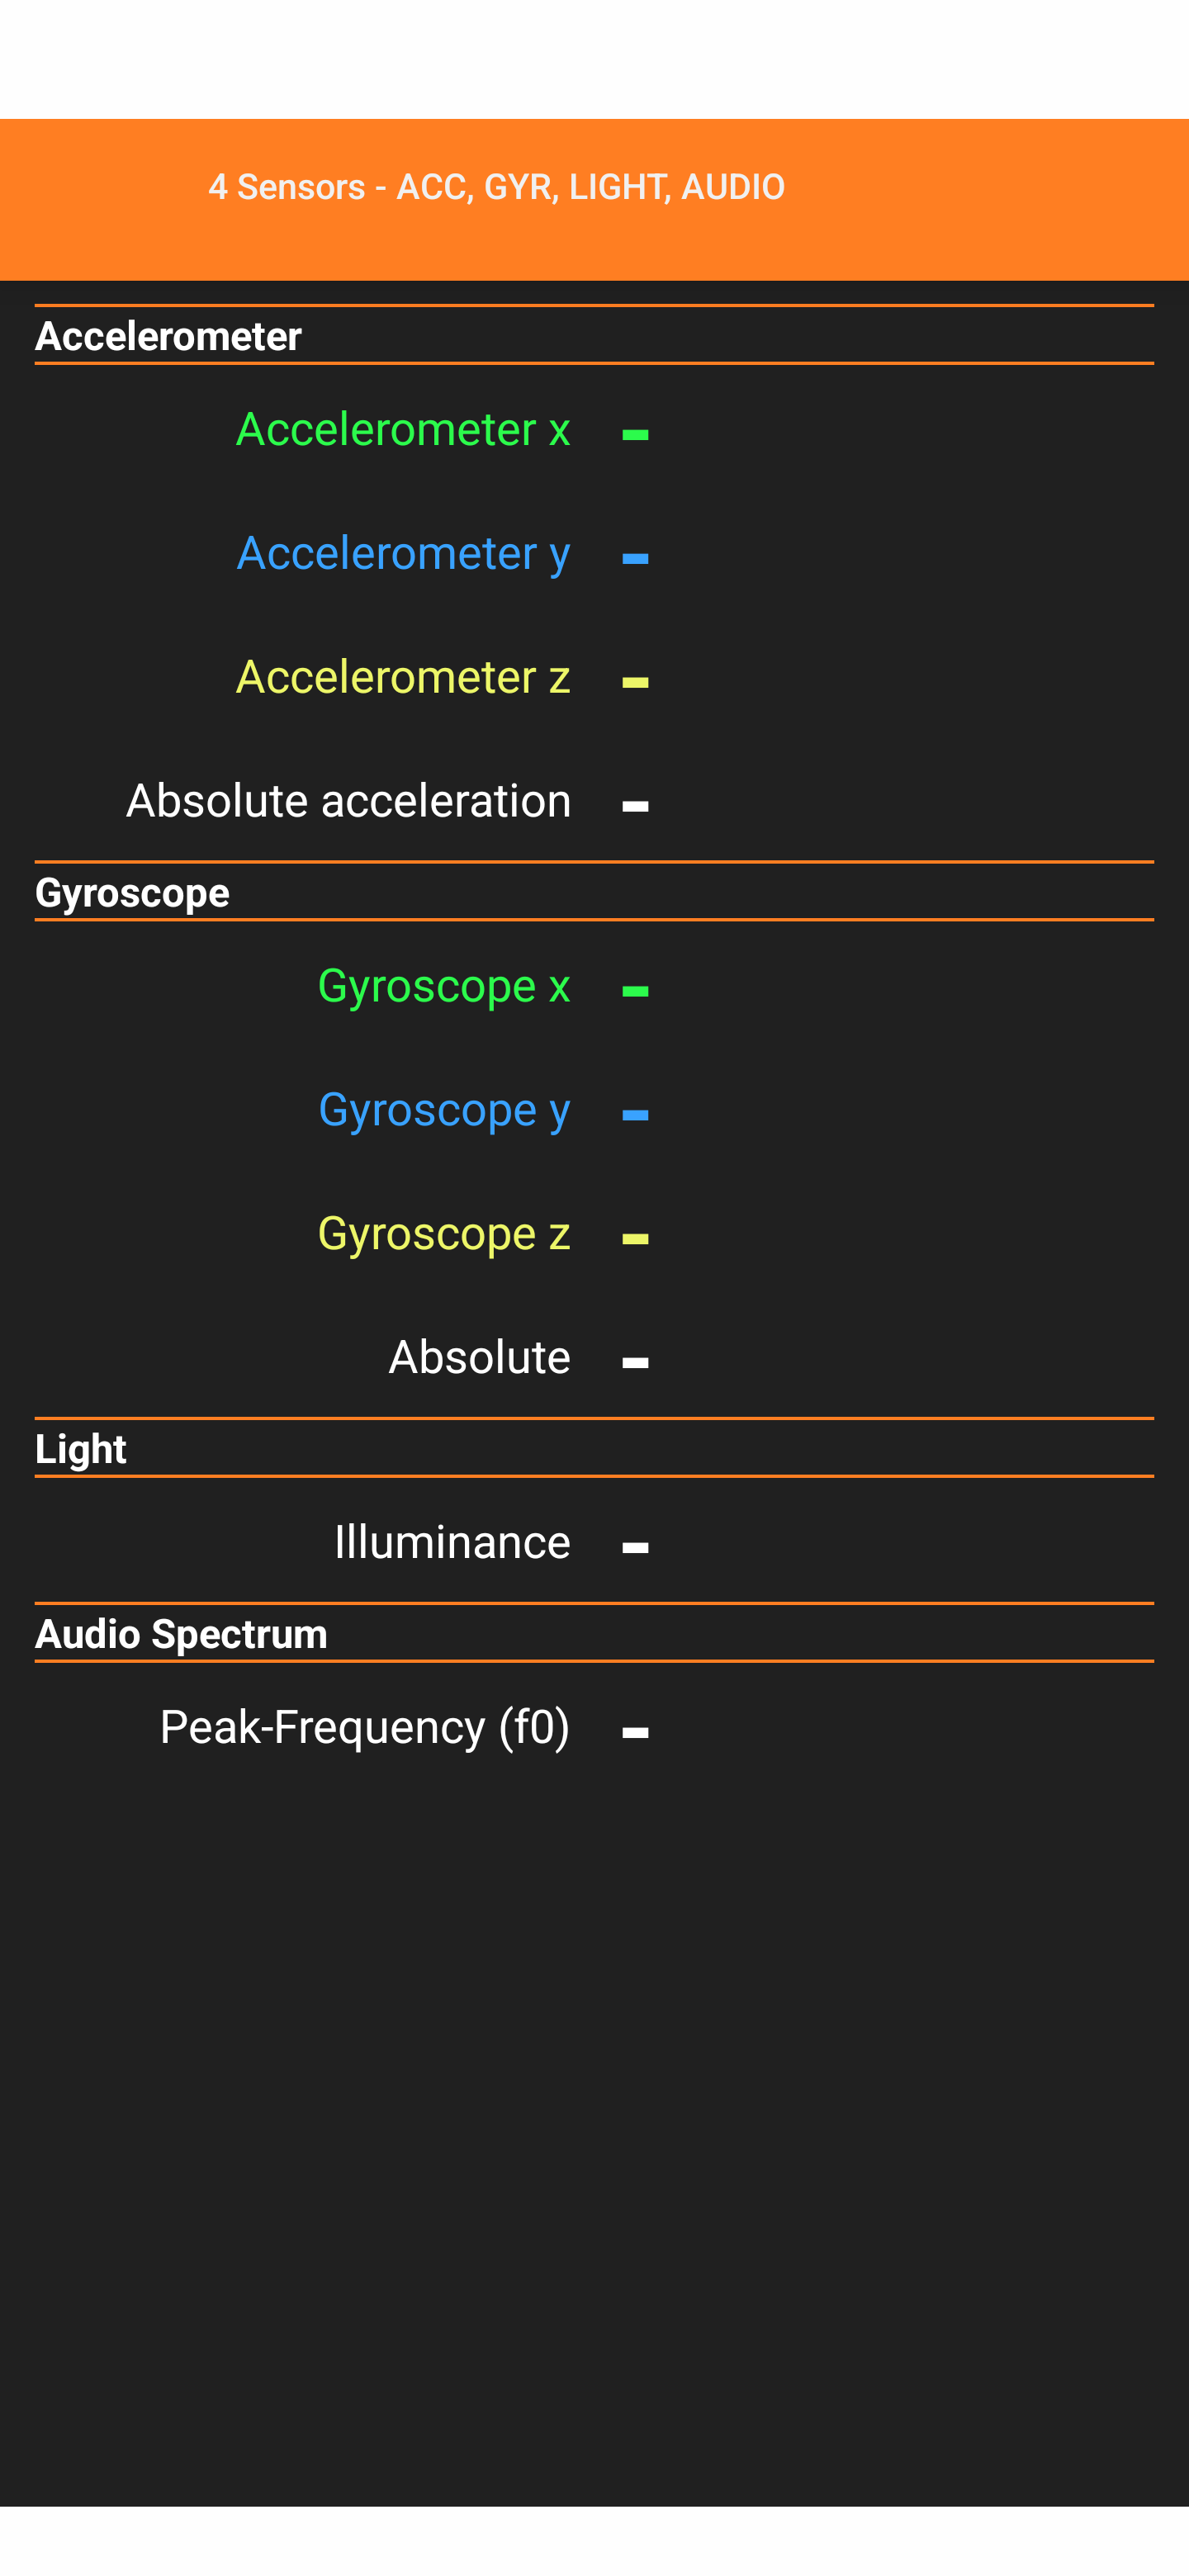 4 Sensors - ACC, GYR, LIGHT, AUDIO
Accelerometer
Accelerometer x -
Accelerometer y -
Accelerometer z -
Absolute acceleration -
Gyroscope
Gyroscope x -
Gyroscope y -
Gyroscope z -
Absolute -
Light
Illuminance -
Audio Spectrum
Peak-Frequency (f0) -